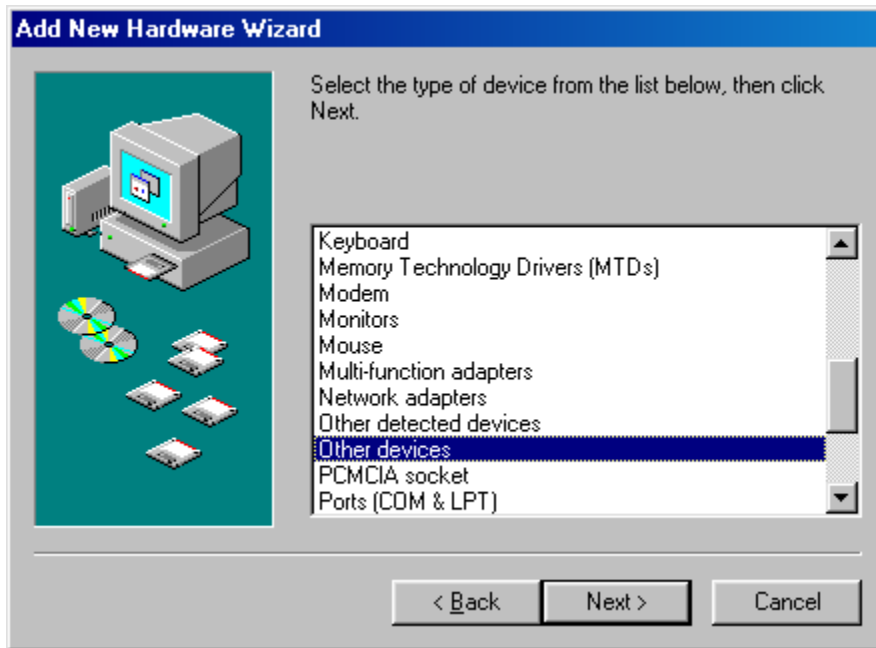 Add New Hardware Wizard
Select the type of device from the list below, then click
Next.
Keyboard
Memory Technology Drivers (MTDs)
Modem
Monitors
Mouse
Multi-function adapters
Network adapters
Other detected devices
Other devices
PCMCIA socket
Ports (COM & LPT)
< Back Next > Cancel